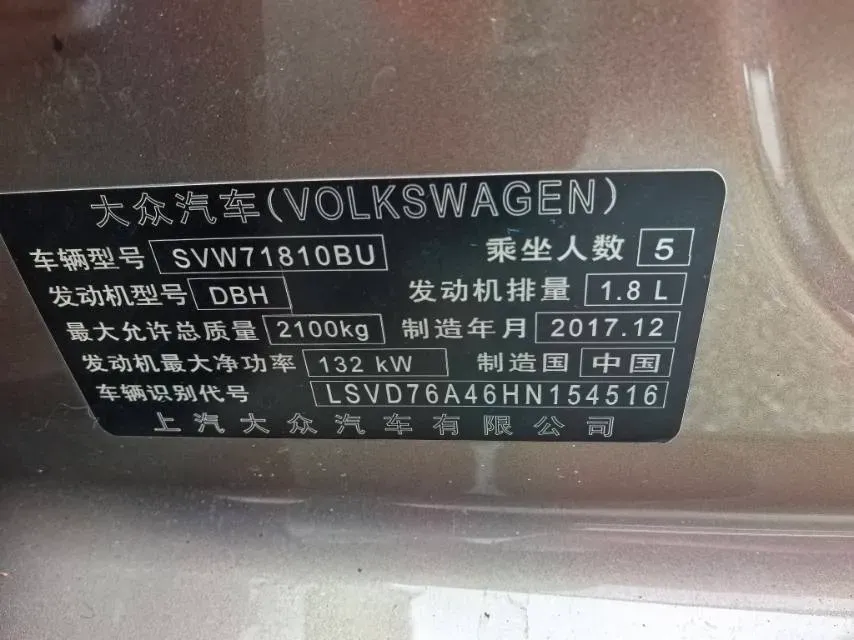 大众汽车(VOLKSWAGEN)
车辆型号 SVW71810BU 乘坐人数 5
发动机型号 DBH 发动机排量 1.8 L
最大允许总质量 2100kg 制造年月 2017.12
发动机最大净功率 132 kW 制造国 中国
车辆识别代号 LSVD76A46HN154516
上汽大众汽车有限公司